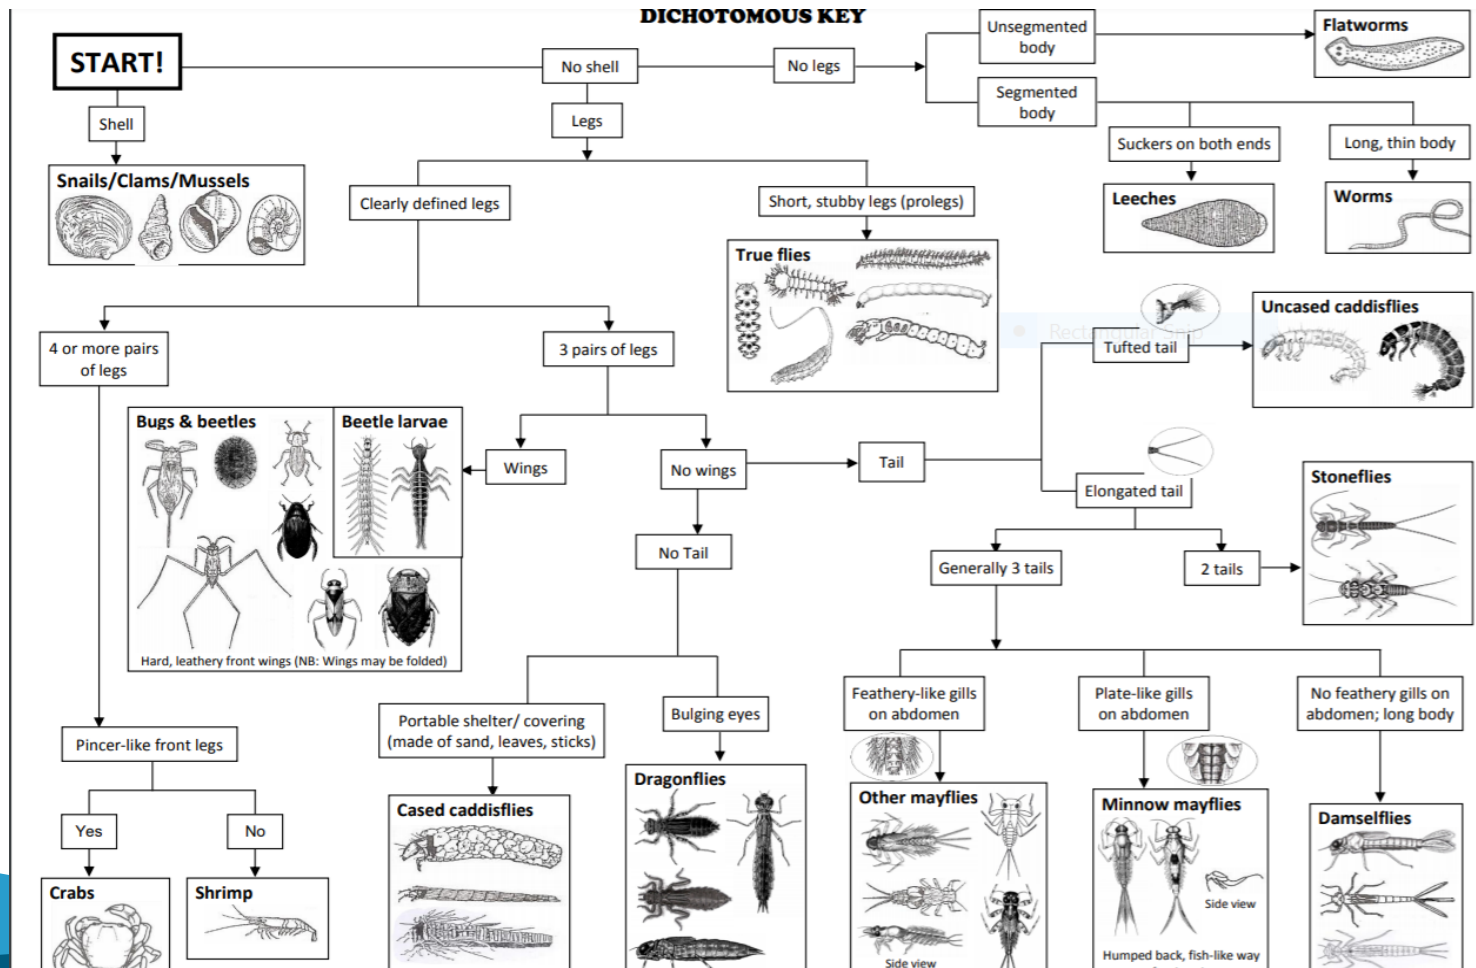 DICHOTOMOUS KEY
START!
No shell
No legs
Unsegmented
body
Flatworms
Segmented
body
Shell
Legs
Suckers on both ends
Long, thin body
Snails/Clams/Mussels
Clearly defined legs
Short, stubby legs (prolegs)
Leeches
Worms
True flies
4 or more pairs
of legs
3 pairs of legs
Rectangular Snip
Tufted tail
Uncased caddisflies
Bugs & beetles
Beetle larvae
Wings
No wings
Tail
Elongated tail
Stoneflies
No Tail
Generally 3 tails
2 tails
Hard, leathery front wings (NB: Wings may be folded)
Portable shelter/ covering
(made of sand, leaves, sticks)
Bulging eyes
Feathery-like gills
on abdomen
Plate-like gills
on abdomen
No feathery gills on
abdomen; long body
Pincer-like front legs
Yes
No
Cased caddisflies
Dragonflies
Other mayflies
Minnow mayflies
Damselflies
Crabs
Shrimp
Side view
Side view
Humped back, fish-like way